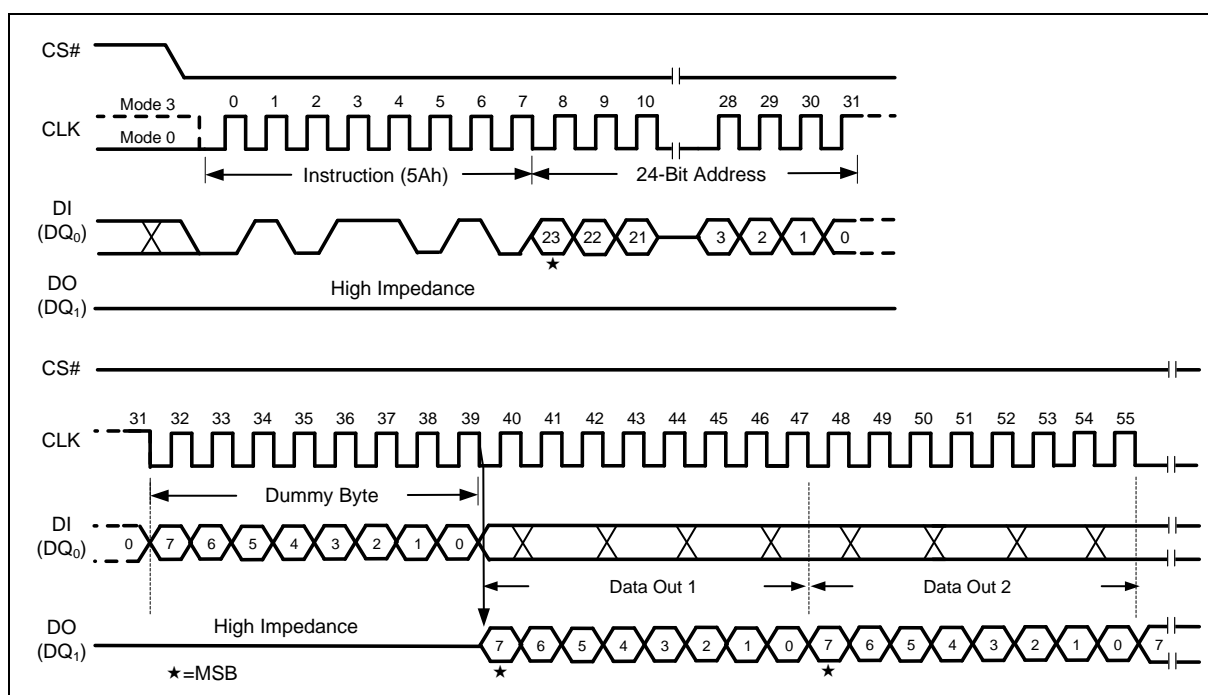 CS#
Mode 3
0 1 2 3 4 5 6 7 8 9 10 28 29 30 31
CLK
Mode 0
Instruction (5Ah) 24-Bit Address
DI
(DQ0)
23 22 21 3 2 1 0
★
DO
(DQ1)
High Impedance
CS#
31 32 33 34 35 36 37 38 39 40 41 42 43 44 45 46 47 48 49 50 51 52 53 54 55
CLK
Dummy Byte
DI
(DQ0)
0 7 6 5 4 3 2 1 0
Data Out 1 Data Out 2
DO
(DQ1)
High Impedance
7 6 5 4 3 2 1 0 7 6 5 4 3 2 1 0 7
★=MSB ★ ★